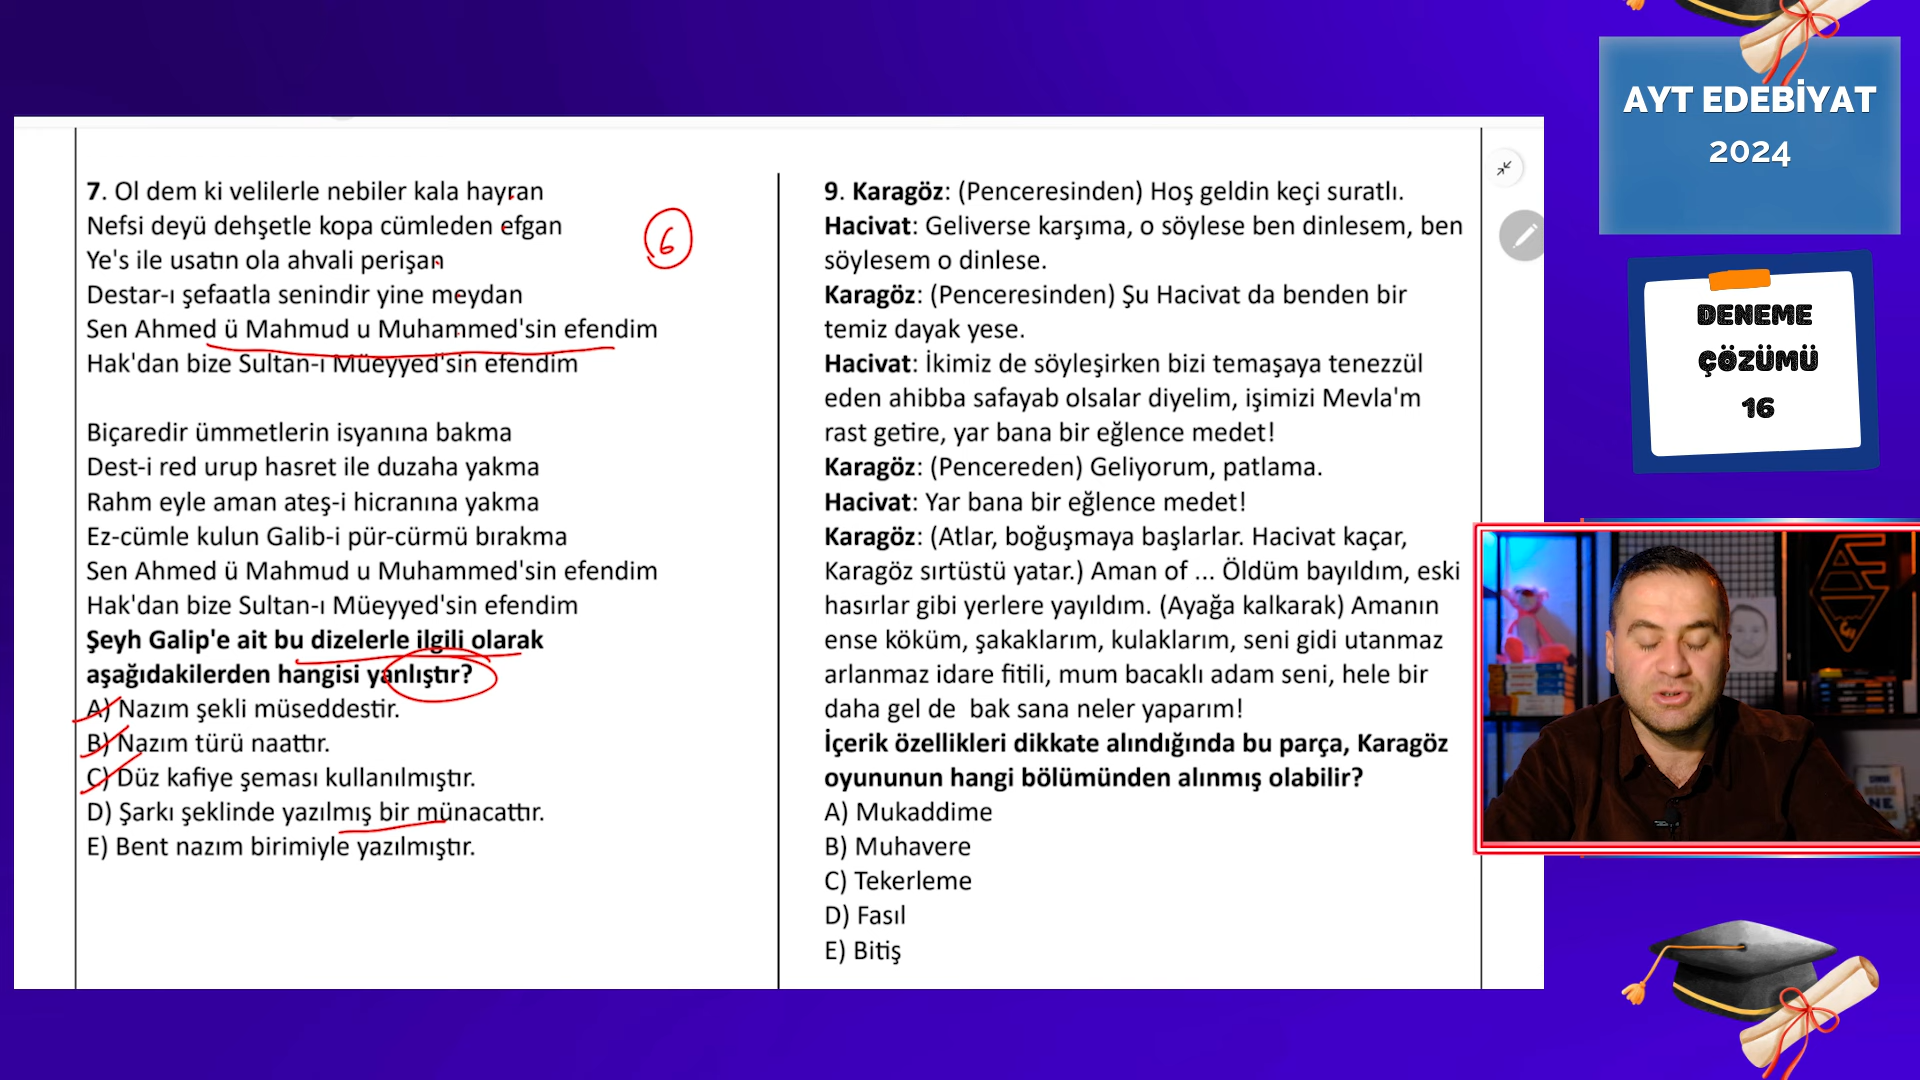 7. Ol dem ki velilerle nebiler kala hayran
Nefsi deyü dehşetle kopa cümleden efgan
Ye's ile usatın ola ahvali perişan
Destar-ı şefaatla senindir yine meydan
Sen Ahmed ü Mahmud u Muhammed'sin efendim
Hak'dan bize Sultan-ı Müeyyed'sin efendim
6
Biçaredir ümmetlerin isyanına bakma
Dest-i red urup hasret ile duzaha yakma
Rahm eyle aman ateş-i hicranına yakma
Ez-cümle kulun Galib-i pür-cürmü bırakma
Sen Ahmed ü Mahmud u Muhammed'sin efendim
Hak'dan bize Sultan-ı Müeyyed'sin efendim
Şeyh Galip'e ait bu dizelerle ilgili olarak
aşağıdakilerden hangisi yanlıştır?
A) Nazım şekli müseddestir.
B) Nazım türü naattır.
C) Düz kafiye şeması kullanılmıştır.
D) Şarkı şeklinde yazılmış bir münacattır.
E) Bent nazım birimiyle yazılmıştır.
9. Karagöz: (Penceresinden) Hoş geldin keçi suratlı.
Hacivat: Geliverse karşıma, o söylese ben dinlesem, ben
söylesem o dinlese.
Karagöz: (Penceresinden) Şu Hacivat da benden bir
temiz dayak yese.
Hacivat: İkimiz de söyleşirken bizi temaşaya tenezzül
eden ahibba safayab olsalar diyelim, işimizi Mevla'm
rast getire, yar bana bir eğlence medet!
Karagöz: (Pencereden) Geliyorum, patlama.
Hacivat: Yar bana bir eğlence medet!
Karagöz: (Atlar, boğuşmaya başlarlar. Hacivat kaçar,
Karagöz sırtüstü yatar.) Aman of ... Öldüm bayıldım, eski
hasırlar gibi yerlere yayıldım. (Ayağa kalkarak) Amanın
ense köküm, şakaklarım, kulaklarım, seni gidi utanmaz
arlanmaz idare fitili, mum bacaklı adam seni, hele bir
daha gel de  bak sana neler yaparım!
İçerik özellikleri dikkate alındığında bu parça, Karagöz
oyununun hangi bölümünden alınmış olabilir?
A) Mukaddime
B) Muhavere
C) Tekerleme
D) Fasıl
E) Bitiş
AYT EDEBİYAT
2024
DENEME
ÇÖZÜMÜ
16